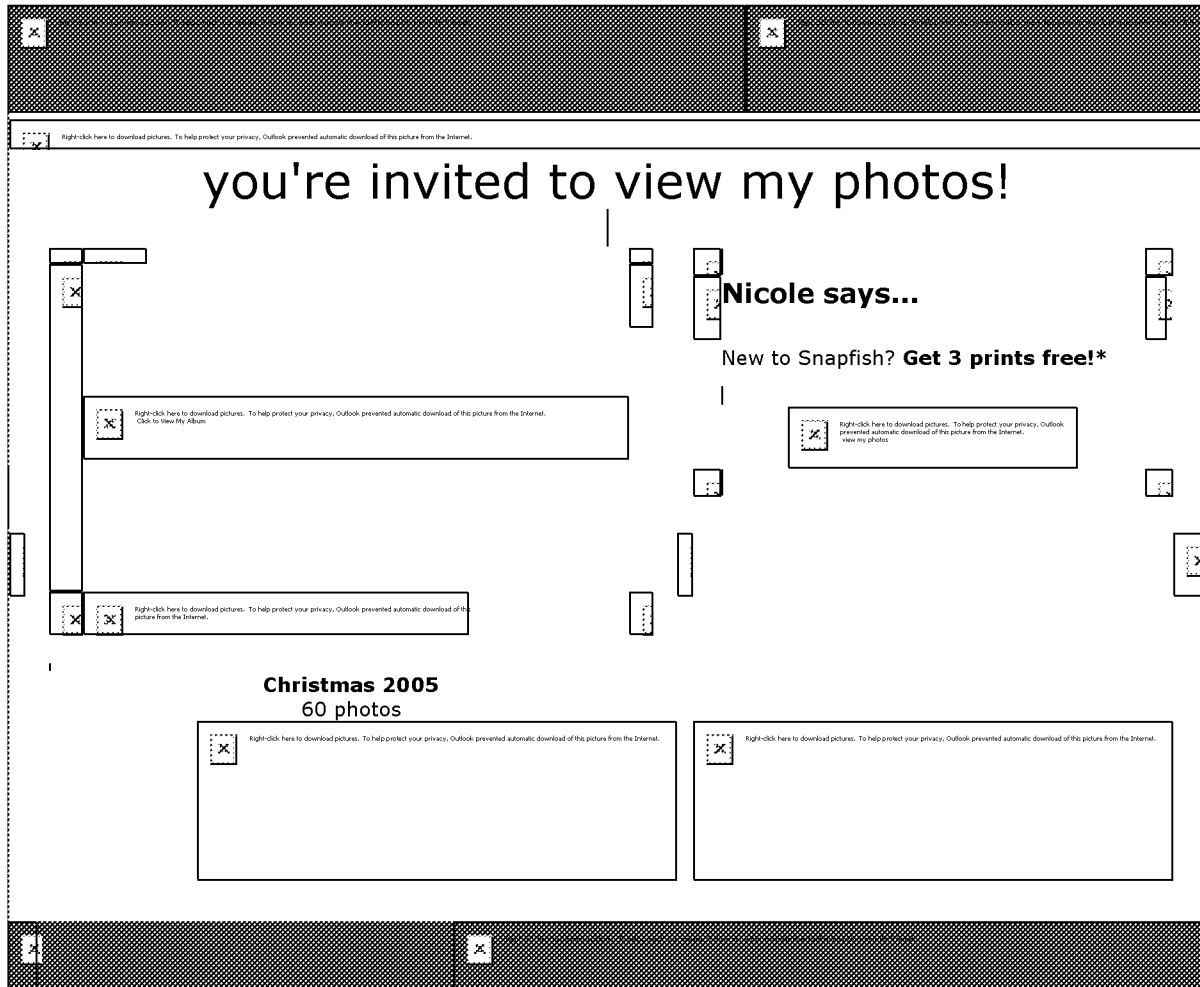 Right-click here to download pictures. To help protect your privacy, Outlook prevented automatic download of this picture from the Internet.
you're invited to view my photos!
Nicole says...
New to Snapfish? Get 3 prints free!*
Right-click here to download pictures. To help protect your privacy, Outlook prevented automatic download of this picture from the Internet.
Click to View My Album
Right-click here to download pictures. To help protect your privacy, Outlook
prevented automatic download of this picture from the Internet.
view my photos
Right-click here to download pictures. To help protect your privacy, Outlook prevented automatic download of this
picture from the Internet.
Christmas 2005
60 photos
Right-click here to download pictures. To help protect your privacy, Outlook prevented automatic download of this picture from the Internet.
Right-click here to download pictures. To help protect your privacy, Outlook prevented automatic download of this picture from the Internet.